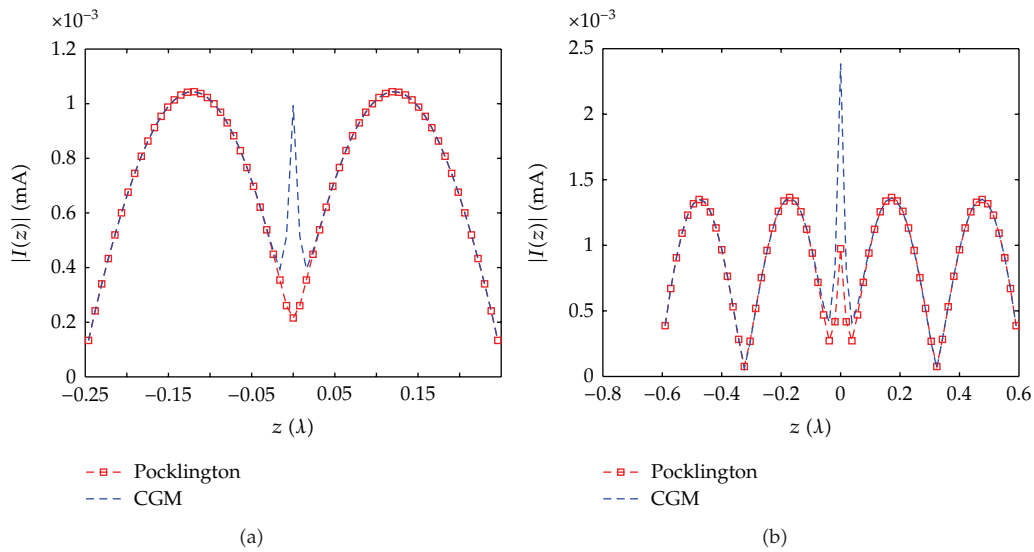 ×10−3
1.2
1
0.8
0.6
0.4
0.2
0
|I(z)| (mA)
−0.25
−0.15
−0.05
0.05
0.15
z (λ)
Pocklington
CGM
(a)
×10−3
2.5
2
1.5
1
0.5
0
|I(z)| (mA)
−0.8
−0.6
−0.4
−0.2
0
0.2
0.4
0.6
z (λ)
Pocklington
CGM
(b)